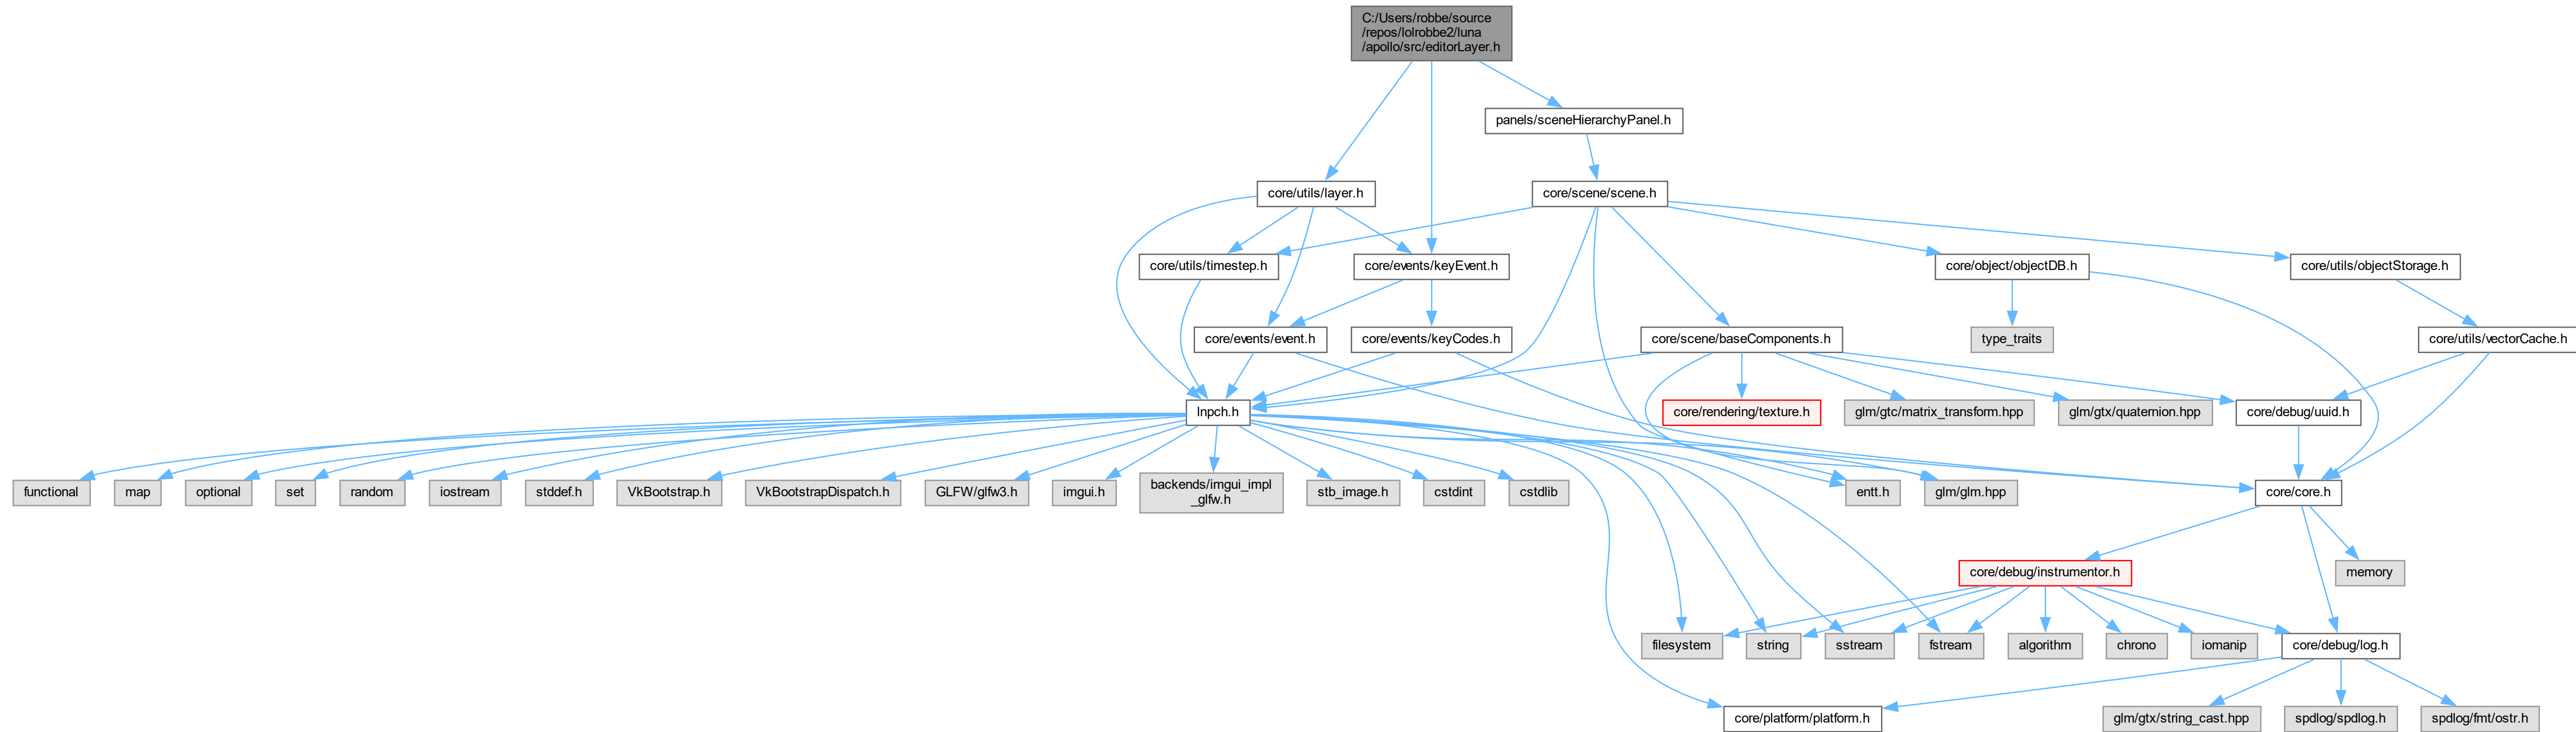 C:/Users/robbe/source
/repos/lolrobbe2/luna
/apollo/src/editorLayer.h
panels/sceneHierarchyPanel.h
core/utils/layer.h
core/scene/scene.h
core/utils/timestep.h
core/events/keyEvent.h
core/object/objectDB.h
core/utils/objectStorage.h
core/events/event.h
core/events/keyCodes.h
core/scene/baseComponents.h
type_traits
core/utils/vectorCache.h
lnpch.h
core/rendering/texture.h
glm/gtc/matrix_transform.hpp
glm/gtx/quaternion.hpp
core/debug/uuid.h
functional
map
optional
set
random
iostream
stddef.h
VkBootstrap.h
VkBootstrapDispatch.h
GLFW/glfw3.h
imgui.h
backends/imgui_impl
_glfw.h
stb_image.h
cstdint
cstdlib
entt.h
glm/glm.hpp
core/core.h
core/debug/instrumentor.h
memory
filesystem
string
sstream
fstream
algorithm
chrono
iomanip
core/debug/log.h
core/platform/platform.h
glm/gtx/string_cast.hpp
spdlog/spdlog.h
spdlog/fmt/ostr.h